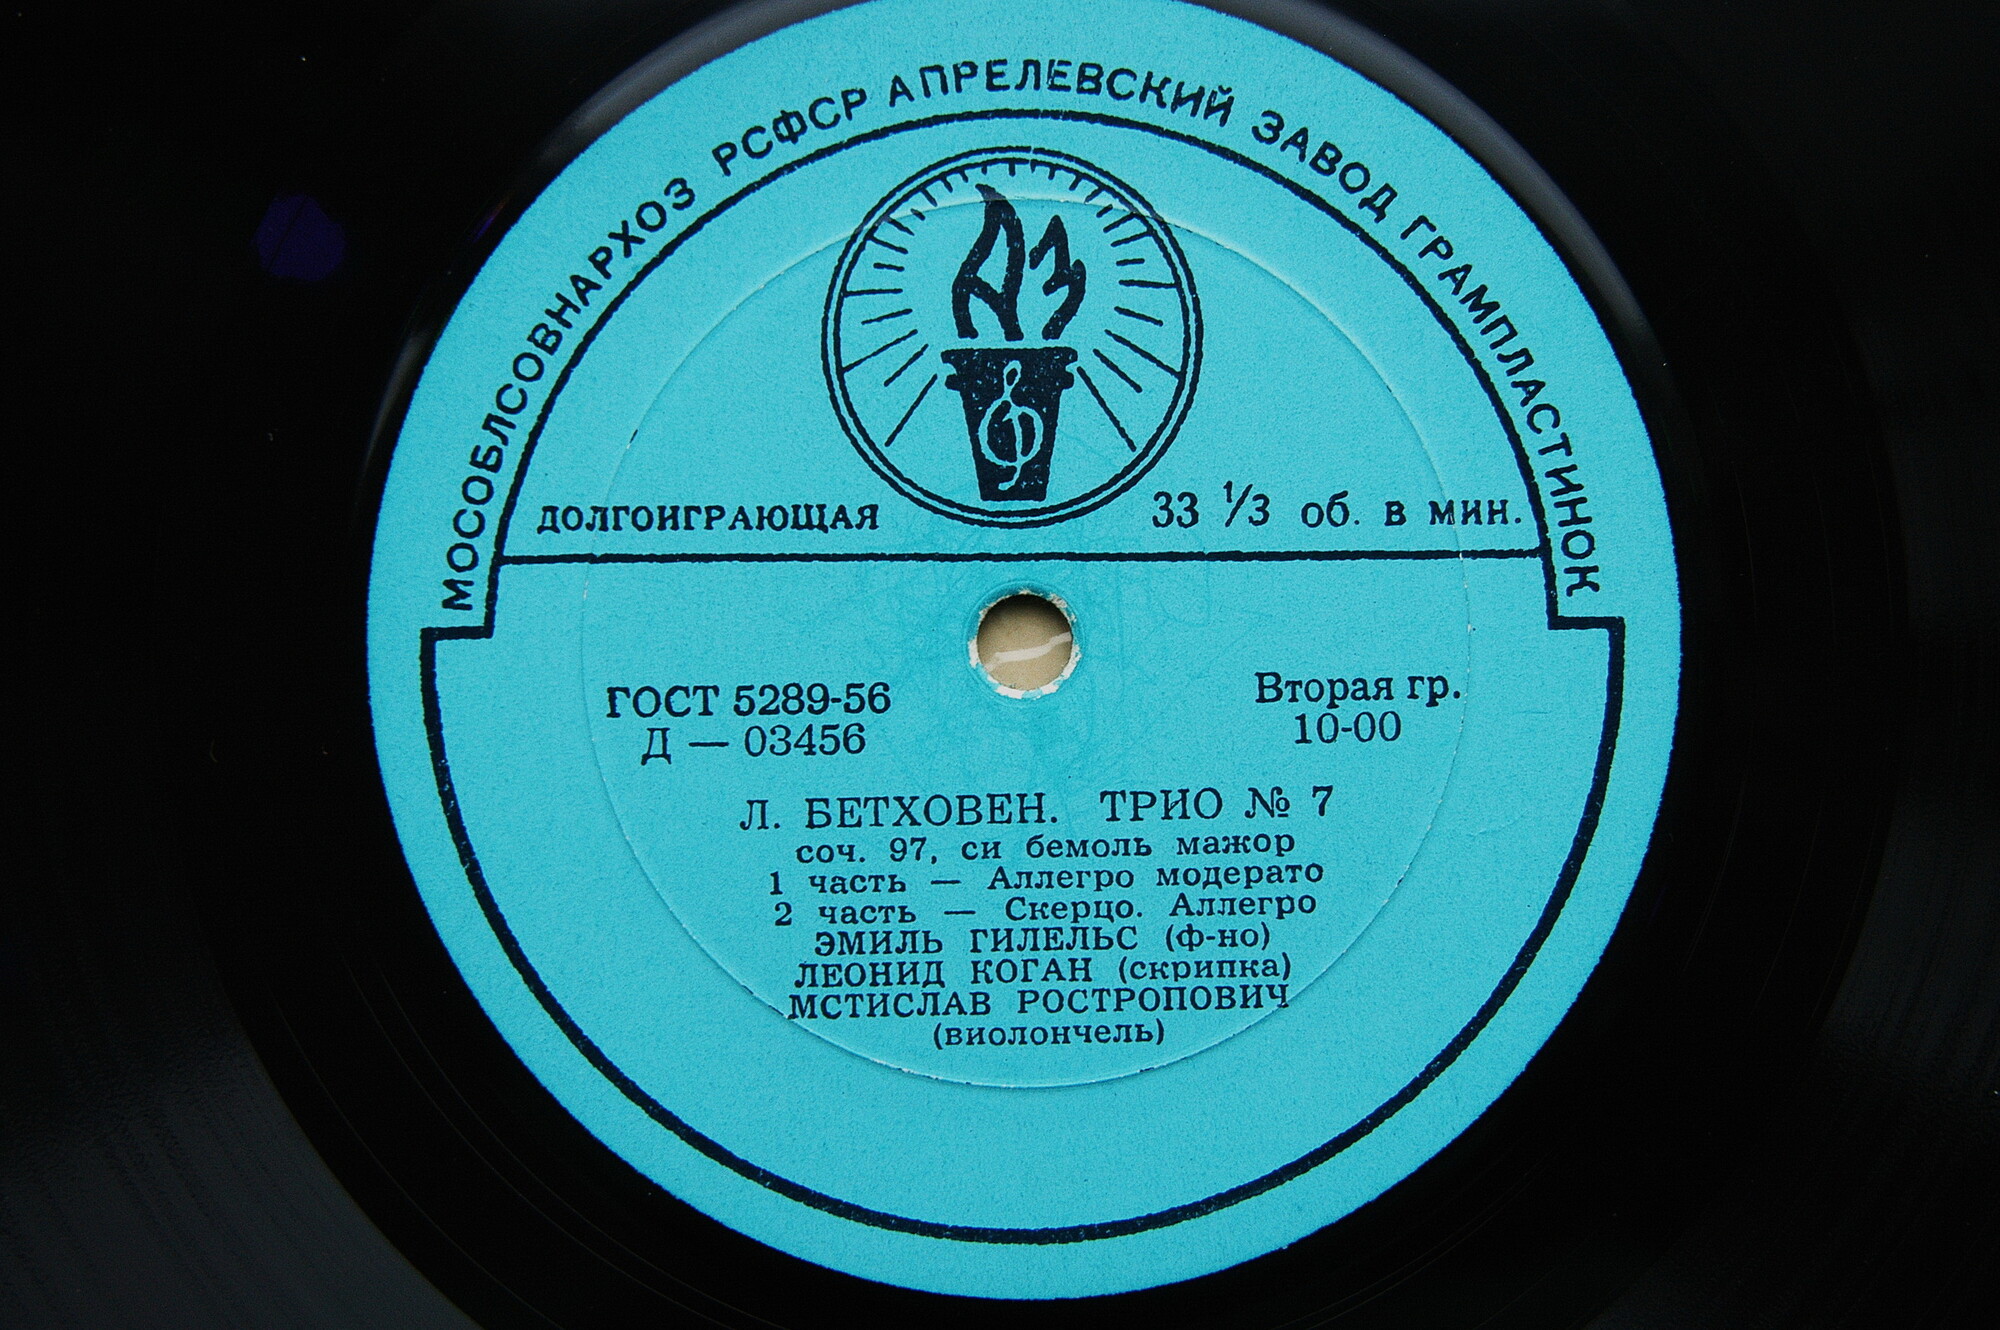 МОСОБЛСОВНАРХОЗ РСФСР АПРЕЛЕВСКИЙ ЗАВОД ГРАМПЛАСТИНОК
АЗ
ДОЛГОИГРАЮЩАЯ 33 1/3 об. в мин.
ГОСТ 5289-56 Вторая гр.
Д — 03456 10-00
Л. БЕТХОВЕН. ТРИО № 7
соч. 97, си бемоль мажор
1 часть — Аллегро модерато
2 часть — Скерцо. Аллегро
ЭМИЛЬ ГИЛЕЛЬС (ф-но)
ЛЕОНИД КОГАН (скрипка)
МСТИСЛАВ РОСТРОПОВИЧ
(виолончель)